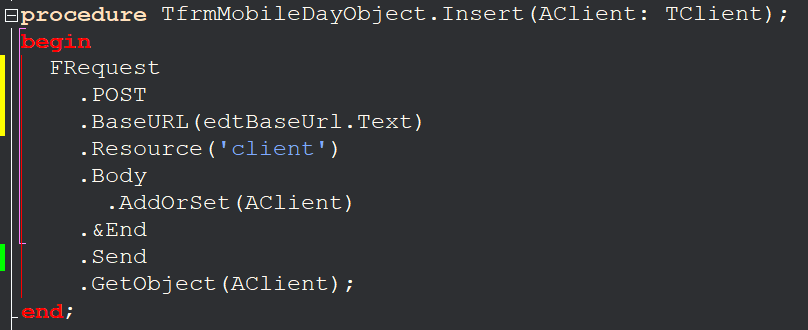 procedure TfrmMobileDayObject.Insert(AClient: TClient);
begin
  FRequest
    .POST
    .BaseURL(edtBaseUrl.Text)
    .Resource('client')
    .Body
      .AddOrSet(AClient)
    .&End
    .Send
    .GetObject(AClient);
end;